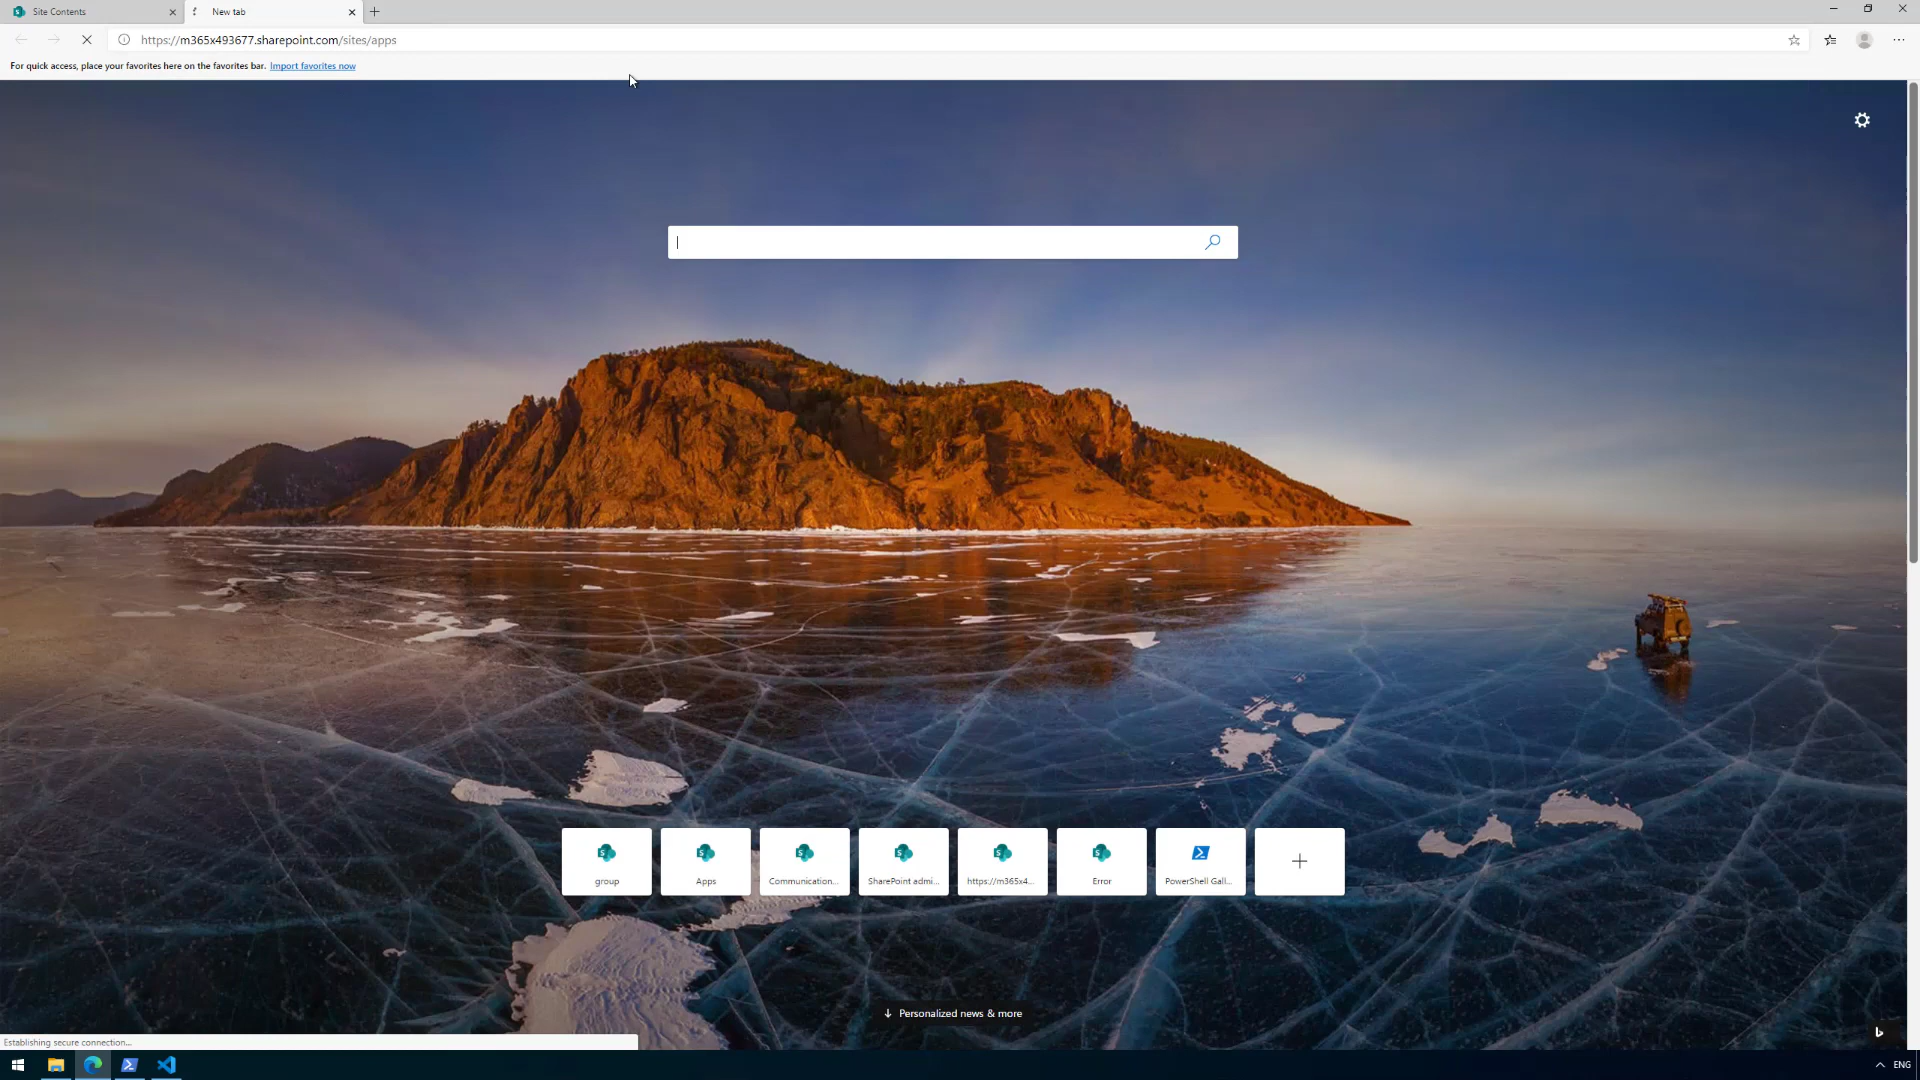 Site Contents
New tab
https://m365x493677.sharepoint.com/sites/apps
For quick access, place your favorites here on the favorites bar. Import favorites now
group
Apps
Communication...
SharePoint admi...
https://m365x4...
Error
PowerShell Gall...
Personalized news & more
Establishing secure connection...
ENG